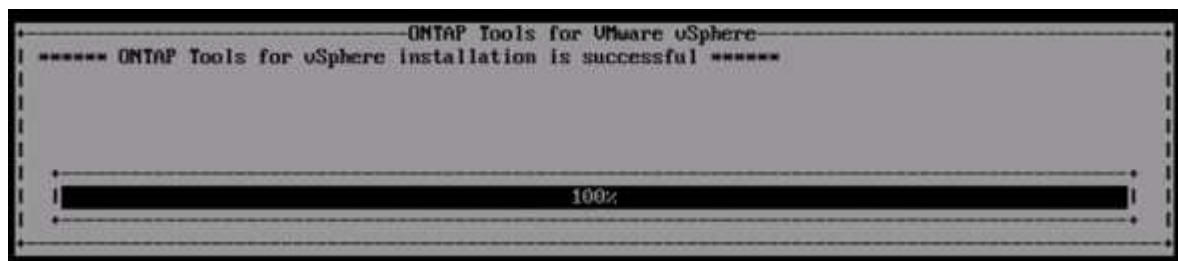 ONTAP Tools for VMware vSphere
====== ONTAP Tools for vSphere installation is successful ======
100%